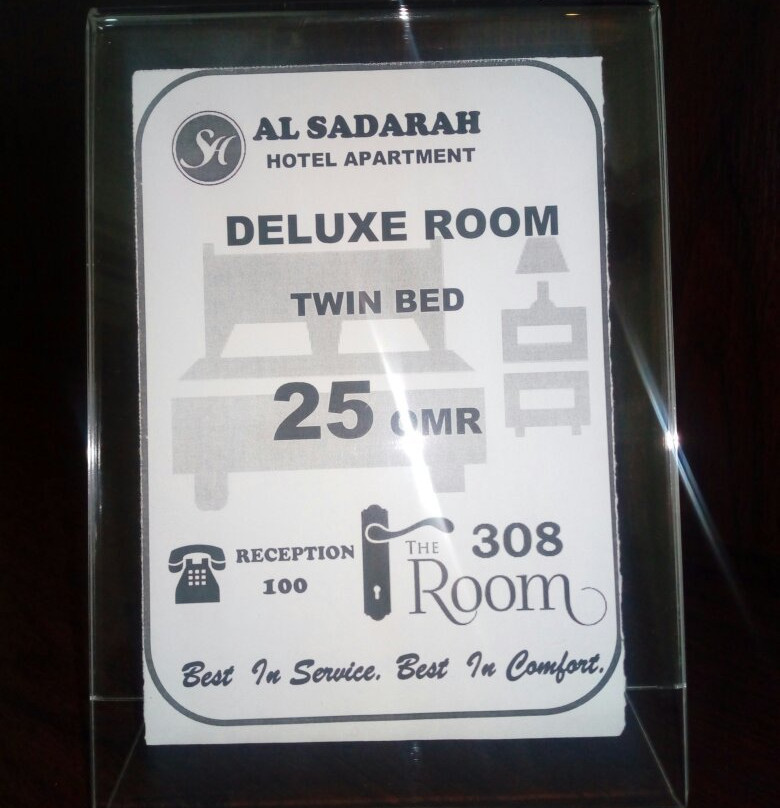 SH
AL SADARAH
HOTEL APARTMENT
DELUXE ROOM
TWIN BED
25 OMR
RECEPTION
100
THE 308
Room
Best In Service. Best In Comfort.